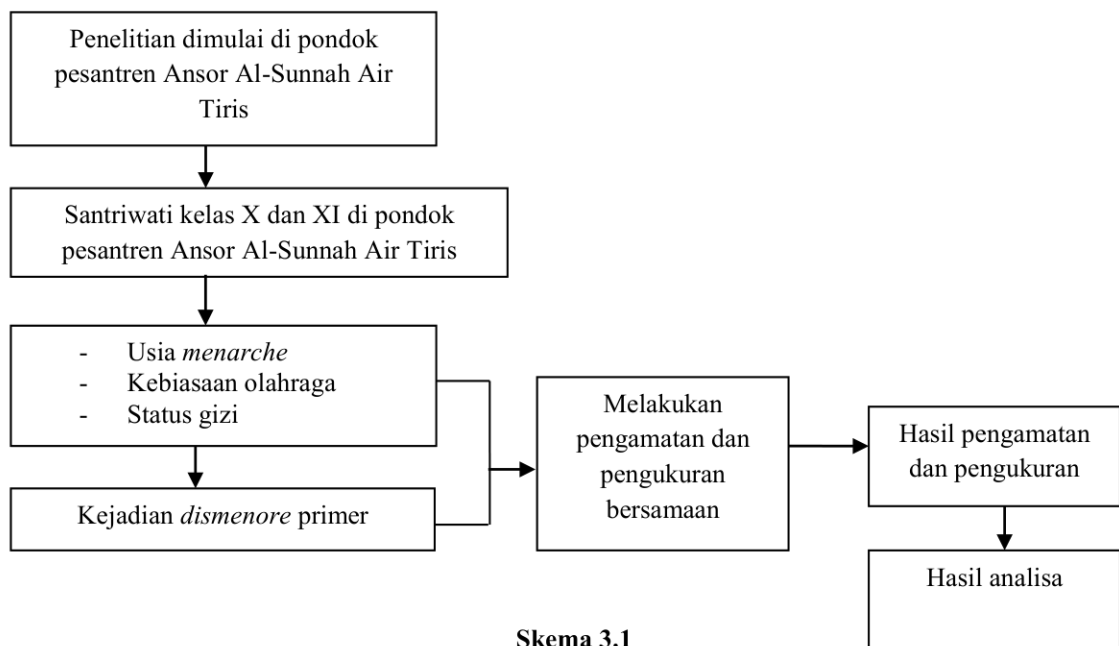 Penelitian dimulai di pondok
pesantren Ansor Al-Sunnah Air
Tiris
Santriwati kelas X dan XI di pondok
pesantren Ansor Al-Sunnah Air Tiris
- Usia menarche
- Kebiasaan olahraga
- Status gizi
Kejadian dismenore primer
Melakukan
pengamatan dan
pengukuran
bersamaan
Hasil pengamatan
dan pengukuran
Hasil analisa
Skema 3.1